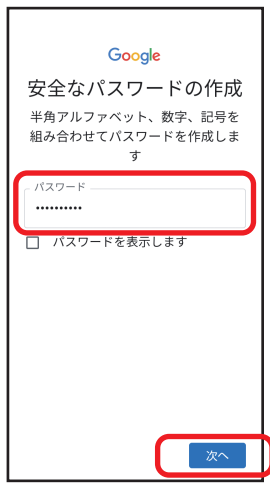 Google
安全なパスワードの作成
半角アルファベット、数字、記号を
組み合わせてパスワードを作成しま
す
パスワード
••••••••••
パスワードを表示します
次へ